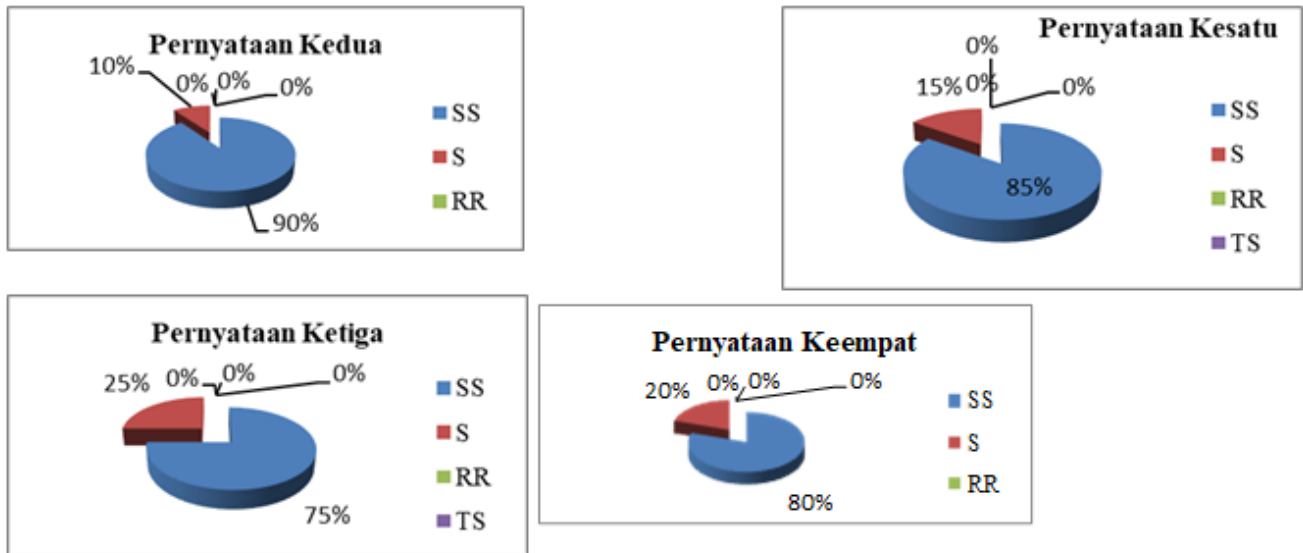 Pernyataan Kedua
10%
0%
0%
0%
90%
SS
S
RR
Pernyataan Kesatu
0%
15%
0%
0%
85%
SS
S
RR
TS
Pernyataan Ketiga
25%
0%
0%
0%
75%
SS
S
RR
TS
Pernyataan Keempat
20%
0%
0%
0%
80%
SS
S
RR